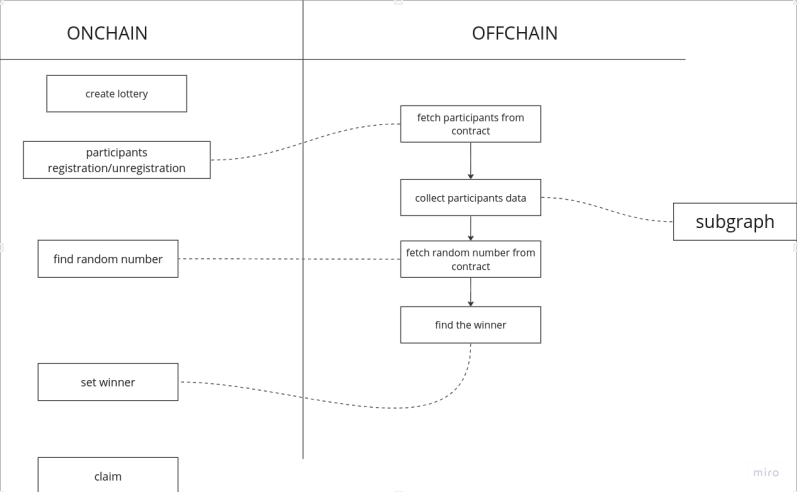 ONCHAIN
OFFCHAIN
create lottery
participants
registration/unregistration
find random number
set winner
claim
fetch participants from
contract
collect participants data
fetch random number from
contract
find the winner
subgraph
miro